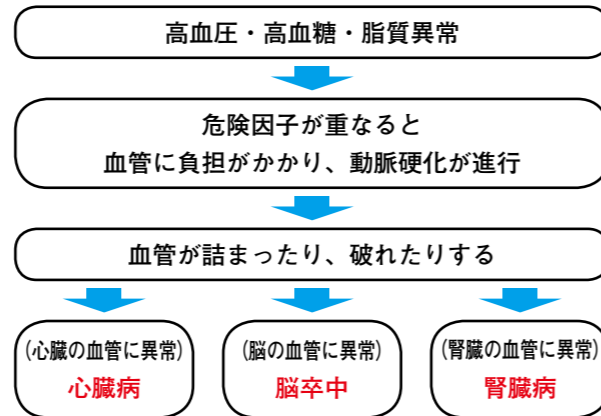 高血圧・高血糖・脂質異常
危険因子が重なると
血管に負担がかかり、動脈硬化が進行
血管が詰まったり、破れたりする
(心臓の血管に異常)
心臓病
(脳の血管に異常)
脳卒中
(腎臓の血管に異常)
腎臓病